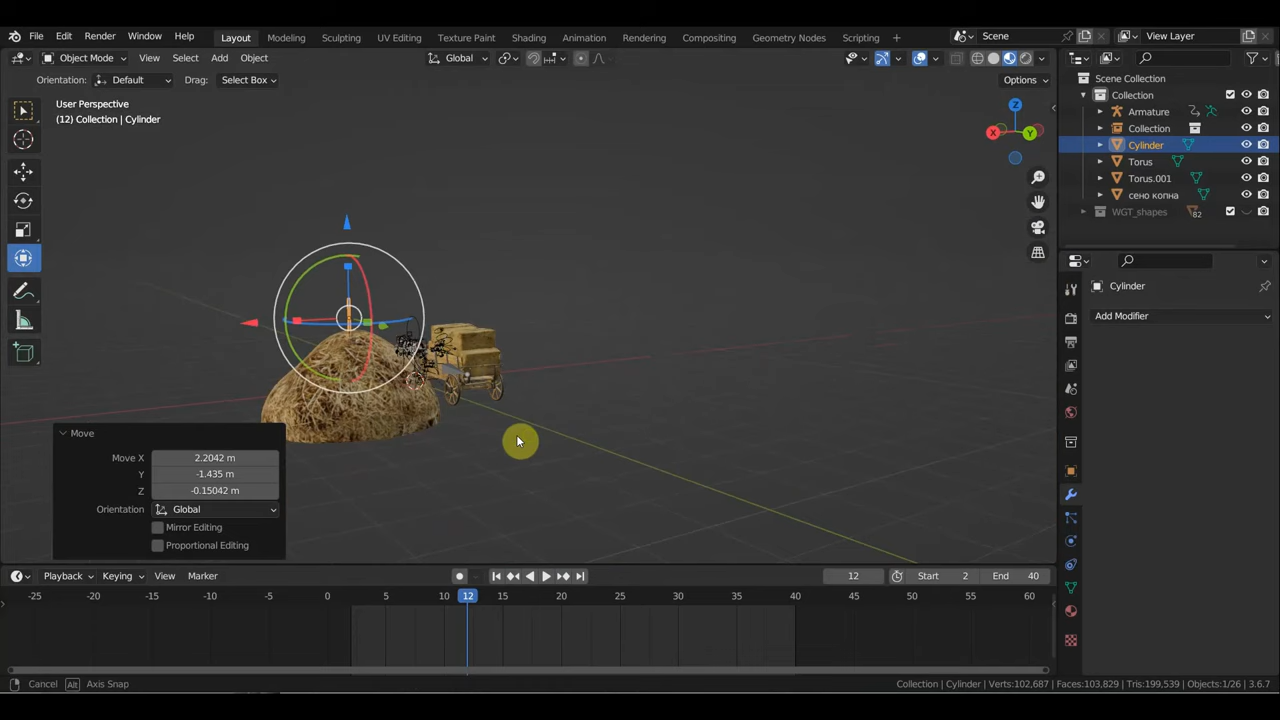 File Edit Render Window Help Layout Modeling Sculpting UV Editing Texture Paint Shading Animation Rendering Compositing Geometry Nodes Scripting + Scene View Layer
Object Mode View Select Add Object Global
Orientation: Default Drag: Select Box Options
User Perspective
(12) Collection | Cylinder
Z
X
Y
Scene Collection
Collection
Armature
Collection
Cylinder
Torus
Torus.001
сено копна
WGT_shapes 82
Cylinder
Add Modifier
Move
Move X 2.2042 m
Y -1.435 m
Z -0.15042 m
Orientation Global
Mirror Editing
Proportional Editing
Playback Keying View Marker 12 Start 2 End 40
-25 -20 -15 -10 -5 0 5 10 12 15 20 25 30 35 40 45 50 55 60
Cancel Alt Axis Snap Collection | Cylinder | Verts:102,687 | Faces:103,829 | Tris:199,539 | Objects:1/26 | 3.6.7